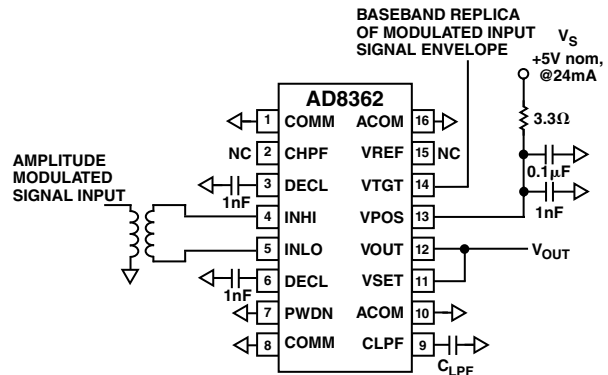 BASEBAND REPLICA
OF MODULATED INPUT
SIGNAL ENVELOPE
VS
+5V nom,
@24mA
3.3Ω
0.1µF
1nF
AD8362
1 COMM ACOM 16
NC 2 CHPF VREF 15 NC
3 DECL VTGT 14
1nF
4 INHI VPOS 13
5 INLO VOUT 12
VOUT
6 DECL VSET 11
1nF
7 PWDN ACOM 10
8 COMM CLPF 9
CLPF
AMPLITUDE
MODULATED
SIGNAL INPUT